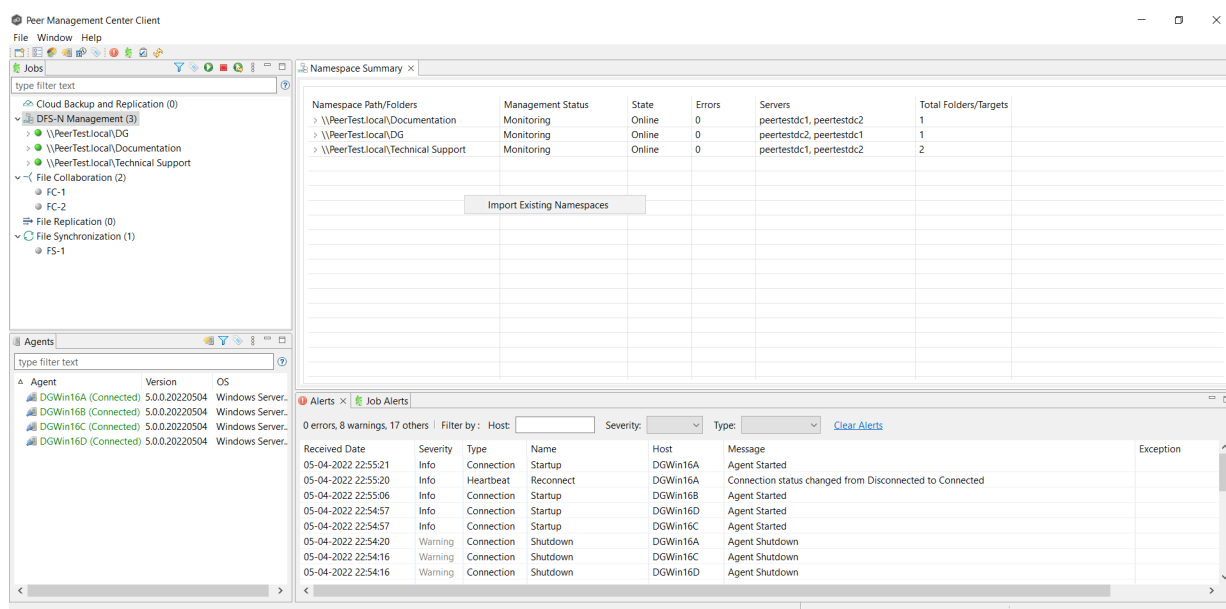 Peer Management Center Client
File Window Help
Jobs
type filter text
Cloud Backup and Replication (0)
DFS-N Management (3)
\\PeerTest.local\DG
\\PeerTest.local\Documentation
\\PeerTest.local\Technical Support
File Collaboration (2)
FC-1
FC-2
File Replication (0)
File Synchronization (1)
FS-1
Namespace Summary
Namespace Path/Folders Management Status State Errors Servers Total Folders/Targets
\\PeerTest.local\Documentation Monitoring Online 0 peertestdc1, peertestdc2 1
\\PeerTest.local\DG Monitoring Online 0 peertestdc2, peertestdc1 1
\\PeerTest.local\Technical Support Monitoring Online 0 peertestdc1, peertestdc2 2
Import Existing Namespaces
Agents
type filter text
Agent Version OS
DGWin16A (Connected) 5.0.0.20220504 Windows Server..
DGWin16B (Connected) 5.0.0.20220504 Windows Server..
DGWin16C (Connected) 5.0.0.20220504 Windows Server..
DGWin16D (Connected) 5.0.0.20220504 Windows Server..
Alerts Job Alerts
0 errors, 8 warnings, 17 others Filter by : Host: Severity: Type: Clear Alerts
Received Date Severity Type Name Host Message Exception
05-04-2022 22:55:21 Info Connection Startup DGWin16A Agent Started
05-04-2022 22:55:20 Info Heartbeat Reconnect DGWin16A Connection status changed from Disconnected to Connected
05-04-2022 22:55:06 Info Connection Startup DGWin16B Agent Started
05-04-2022 22:54:57 Info Connection Startup DGWin16D Agent Started
05-04-2022 22:54:57 Info Connection Startup DGWin16C Agent Started
05-04-2022 22:54:20 Warning Connection Shutdown DGWin16A Agent Shutdown
05-04-2022 22:54:16 Warning Connection Shutdown DGWin16C Agent Shutdown
05-04-2022 22:54:16 Warning Connection Shutdown DGWin16D Agent Shutdown